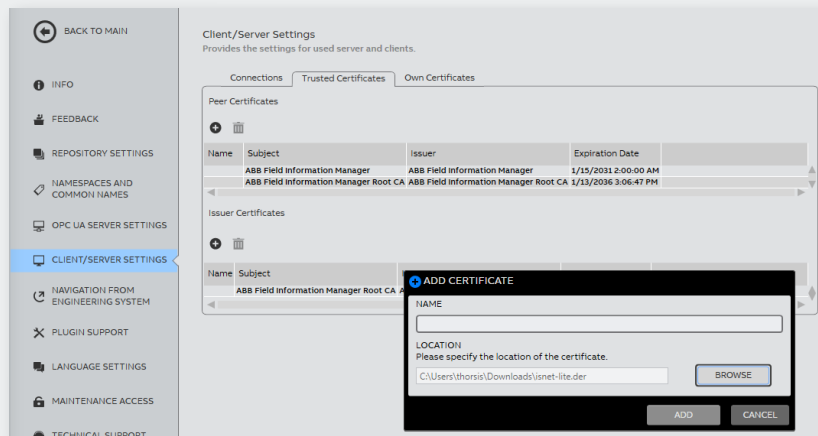 BACK TO MAIN
INFO
FEEDBACK
REPOSITORY SETTINGS
NAMESPACES AND
COMMON NAMES
OPC UA SERVER SETTINGS
CLIENT/SERVER SETTINGS
NAVIGATION FROM
ENGINEERING SYSTEM
PLUGIN SUPPORT
LANGUAGE SETTINGS
MAINTENANCE ACCESS
TECHNICAL SUPPORT
Client/Server Settings
Provides the settings for used server and clients.
Connections Trusted Certificates Own Certificates
Peer Certificates
Name Subject Issuer Expiration Date
ABB Field Information Manager ABB Field Information Manager 1/15/2031 2:00:00 AM
ABB Field Information Manager Root CA ABB Field Information Manager Root CA 1/13/2036 3:06:47 PM
Issuer Certificates
Name Subject
ABB Field Information Manager Root CA
ADD CERTIFICATE
NAME
LOCATION
Please specify the location of the certificate.
C:\Users\thorsis\Downloads\isnet-lite.der BROWSE
ADD CANCEL